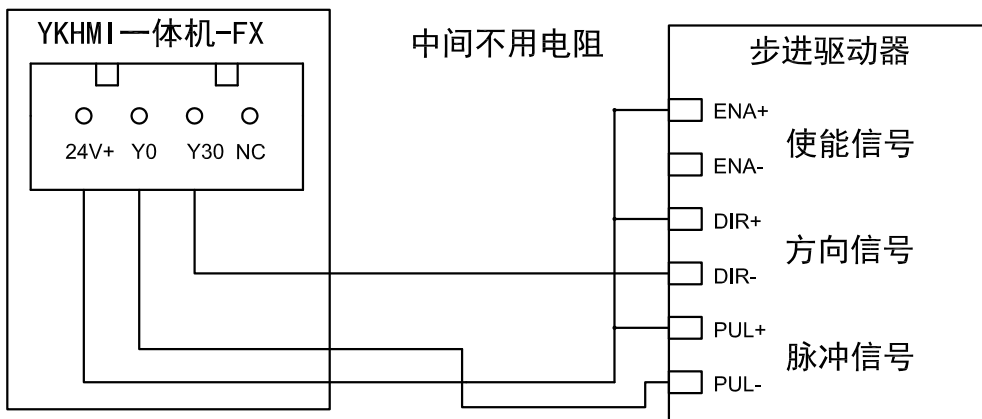 YKHMI一体机-FX
24V+ Y0 Y30 NC
中间不用电阻
步进驱动器
ENA+
使能信号
ENA-
DIR+
方向信号
DIR-
PUL+
脉冲信号
PUL-